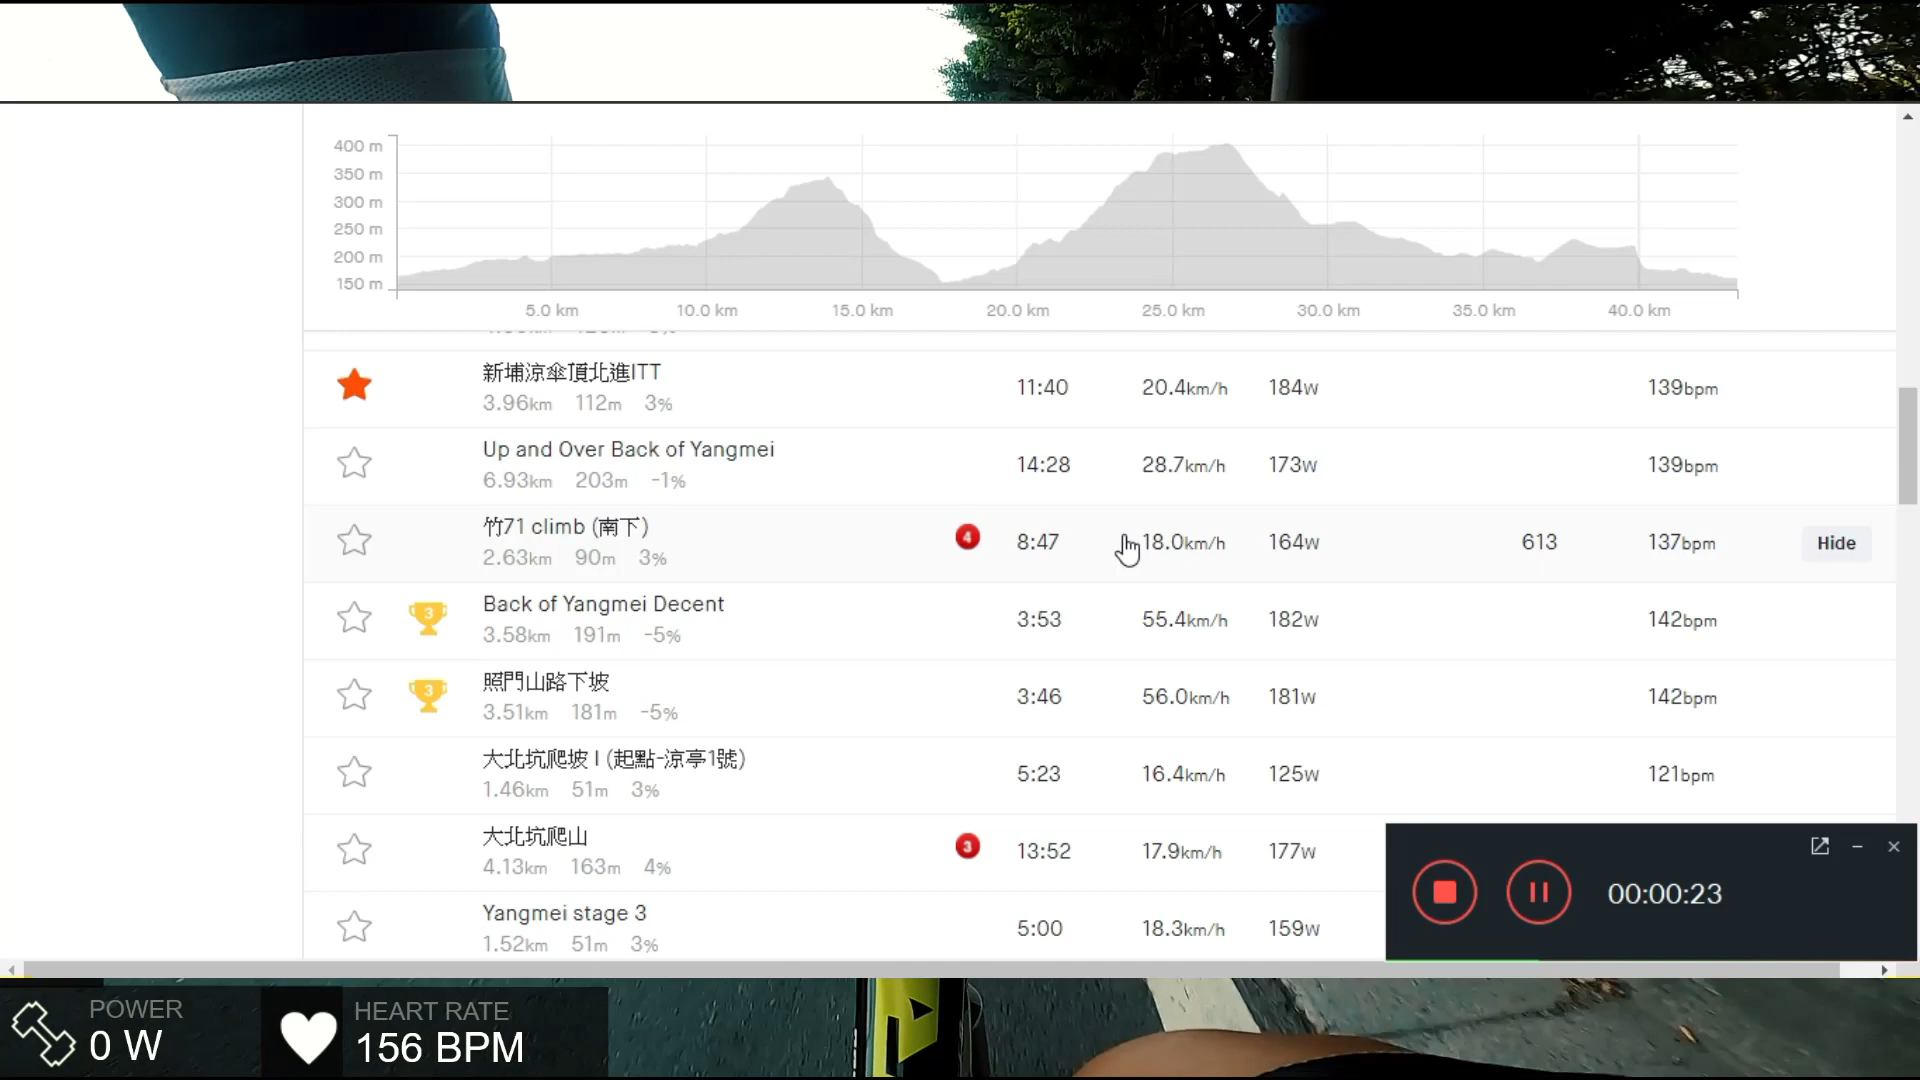 400 m
350 m
300 m
250 m
200 m
150 m
5.0 km 10.0 km 15.0 km 20.0 km 25.0 km 30.0 km 35.0 km 40.0 km
新埔涼傘頂北進ITT
3.96km 112m 3%
11:40 20.4km/h 184W 139bpm
Up and Over Back of Yangmei
6.93km 203m -1%
14:28 28.7km/h 173W 139bpm
竹71 climb (南下)
2.63km 90m 3%
4 8:47 18.0km/h 164W 613 137bpm Hide
3 Back of Yangmei Decent
3.58km 191m -5%
3:53 55.4km/h 182W 142bpm
3 照門山路下坡
3.51km 181m -5%
3:46 56.0km/h 181W 142bpm
大北坑爬坡 I (起點-涼亭1號)
1.46km 51m 3%
5:23 16.4km/h 125W 121bpm
大北坑爬山
4.13km 163m 4%
3 13:52 17.9km/h 177W
Yangmei stage 3
1.52km 51m 3%
5:00 18.3km/h 159W
00:00:23
POWER
0 W
HEART RATE
156 BPM